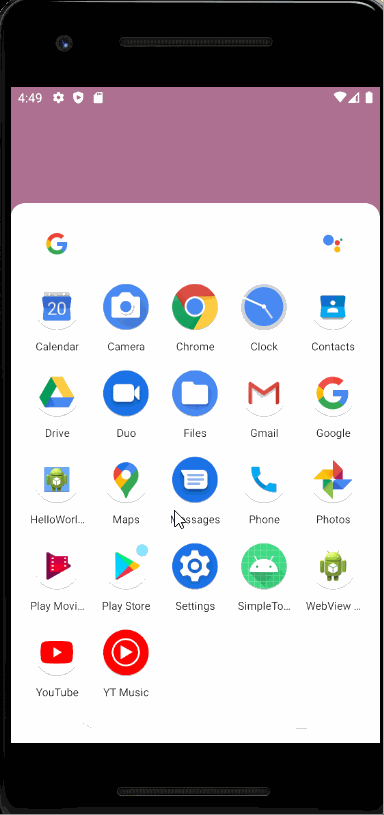 4:49
Calendar Camera Chrome Clock Contacts
Drive Duo Files Gmail Google
HelloWorl... Maps Messages Phone Photos
Play Movi... Play Store Settings SimpleTo... WebView ...
YouTube YT Music
20